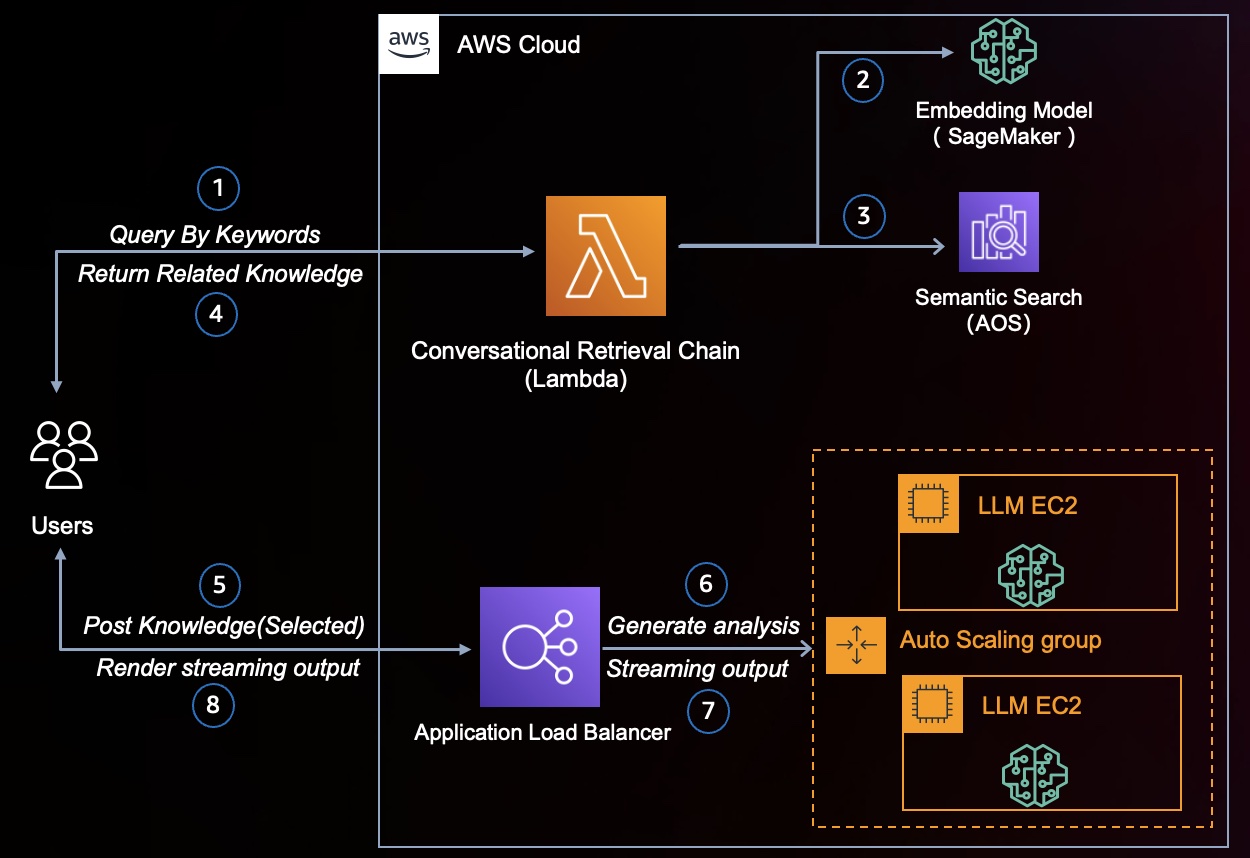 aws
AWS Cloud
2
Embedding Model
( SageMaker )
1
Query By Keywords
Return Related Knowledge
4
3
Semantic Search
(AOS)
Conversational Retrieval Chain
(Lambda)
Users
5
Post Knowledge(Selected)
Render streaming output
8
Application Load Balancer
6
Generate analysis
Streaming output
7
LLM EC2
Auto Scaling group
LLM EC2